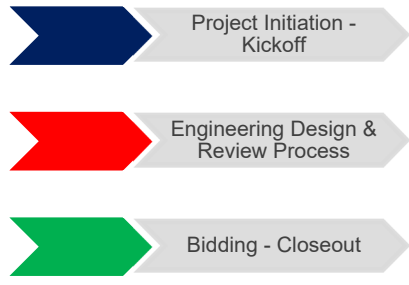 Project Initiation -
Kickoff
Engineering Design &
Review Process
Bidding - Closeout